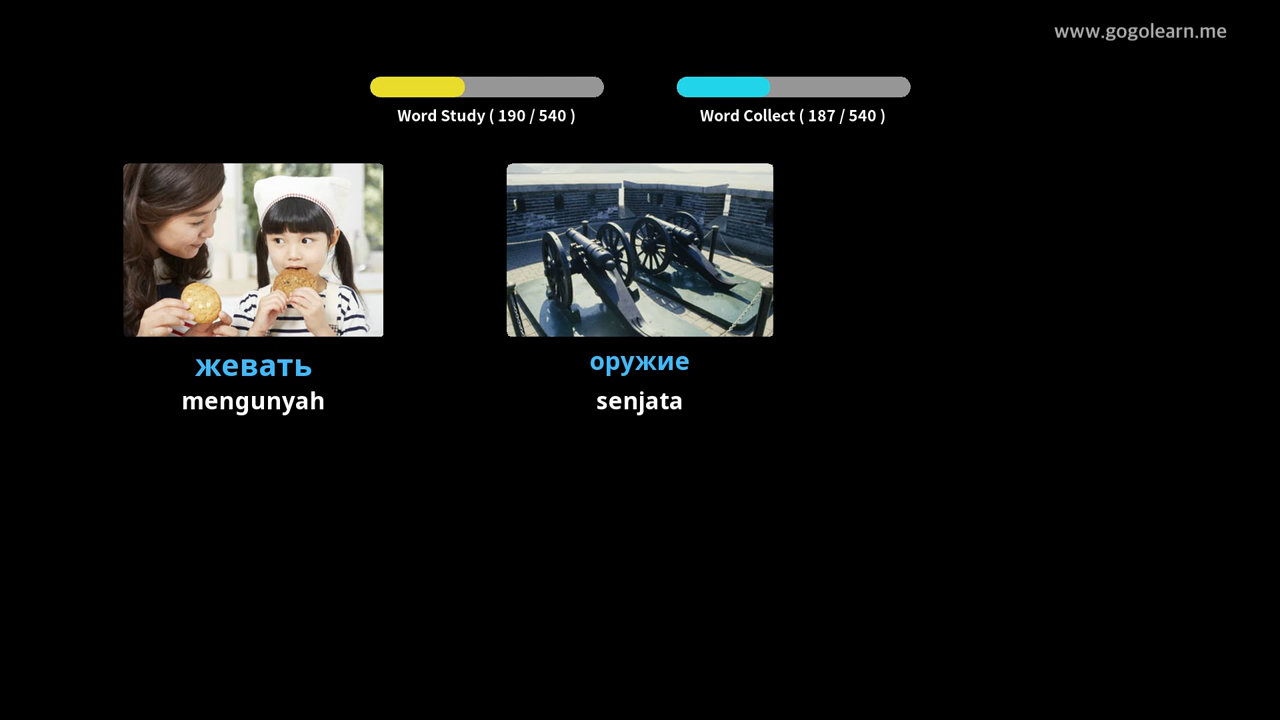 www.gogolearn.me
Word Study ( 190 / 540 )
Word Collect ( 187 / 540 )
жевать
mengunyah
оружие
senjata